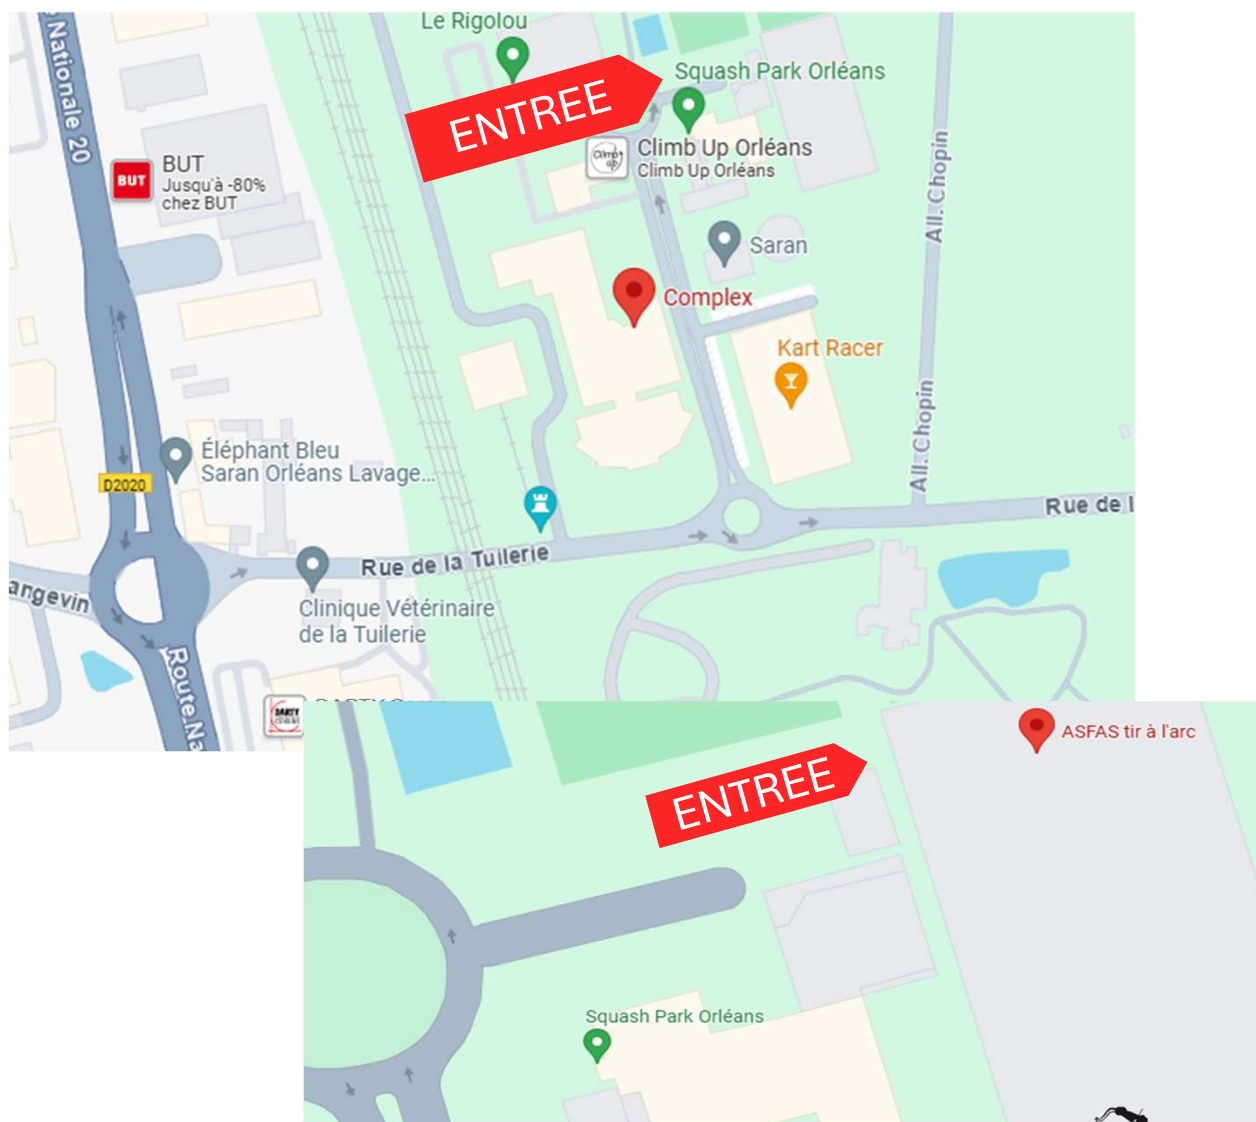 Le Rigolou
e Nationale 20
Squash Park Orléans
ENTREE
BUT
BUT
Jusqu'à -80%
chez BUT
Climb Up Orléans
Climb Up Orléans
All. Chopin
Saran
Complex
Kart Racer
All. Chopin
Éléphant Bleu
Saran Orléans Lavage...
D2020
Rue de l
Rue de la Tuilerie
angevin
Clinique Vétérinaire
de la Tuilerie
Route Na
DARTY
ASFAS tir à l'arc
ENTREE
Squash Park Orléans